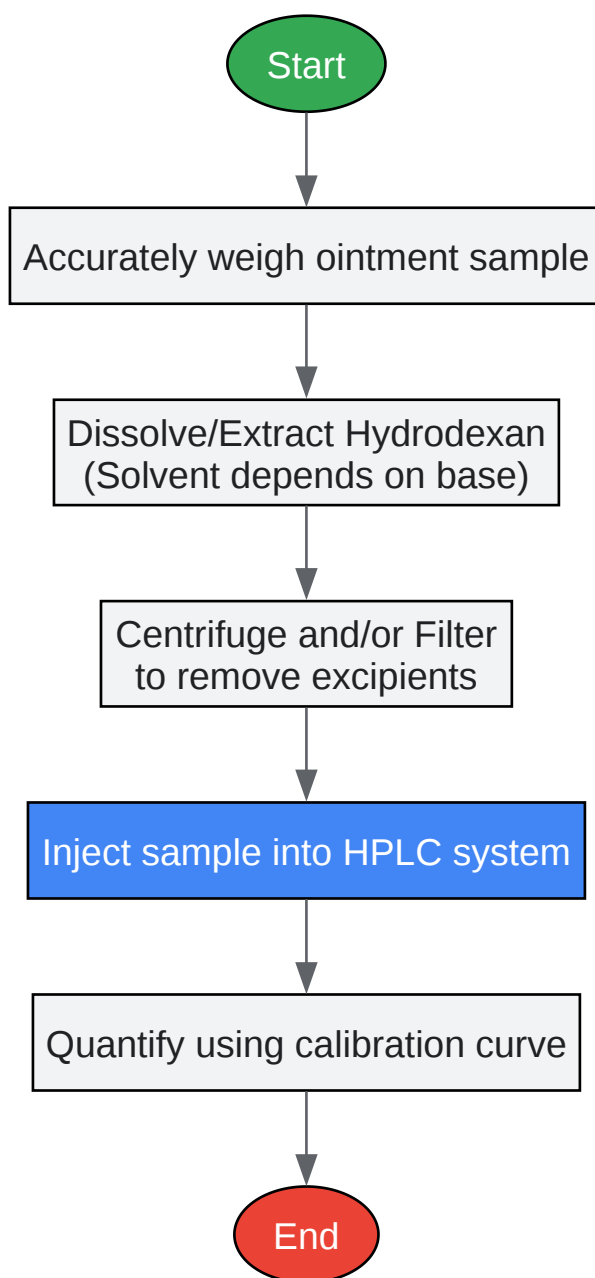 Start
Accurately weigh ointment sample
Dissolve/Extract Hydrodexan
(Solvent depends on base)
Centrifuge and/or Filter
to remove excipients
Inject sample into HPLC system
Quantify using calibration curve
End